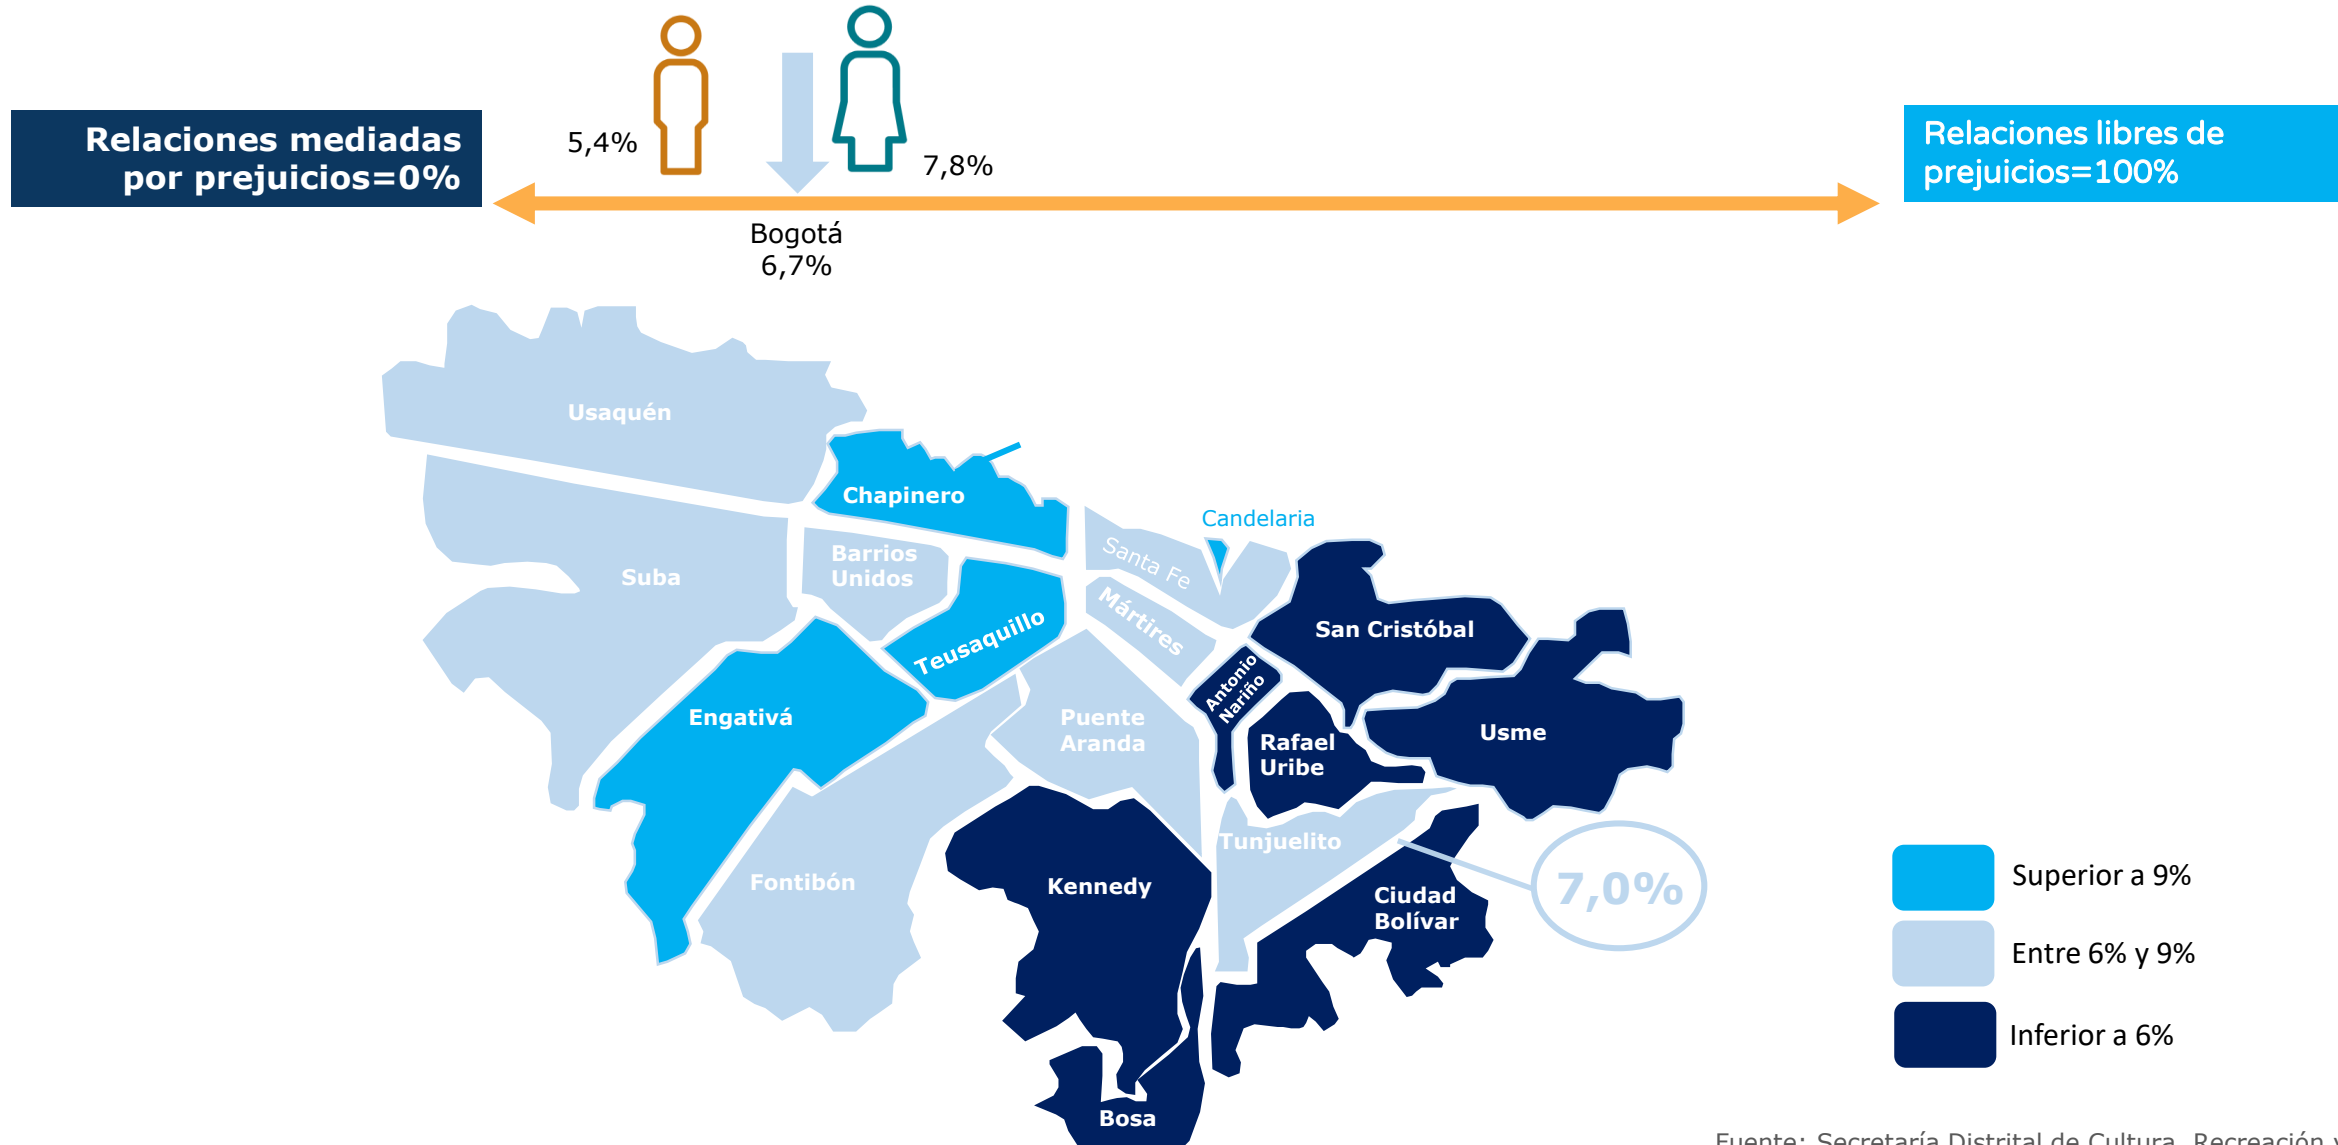 Relaciones mediadas
por prejuicios=0%
5,4%
7,8%
Relaciones libres de
prejuicios=100%
Bogotá
6,7%
Usaquén
Chapinero
Candelaria
Suba
Barrios
Unidos
Santa Fe
Mártires
Teusaquillo
San Cristóbal
Antonio
Nariño
Engativá
Puente
Aranda
Rafael
Uribe
Usme
Tunjuelito
Fontibón
Kennedy
Ciudad
Bolívar
7,0%
Bosa
Superior a 9%
Entre 6% y 9%
Inferior a 6%
Fuente: Secretaría Distrital de Cultura, Recreación y